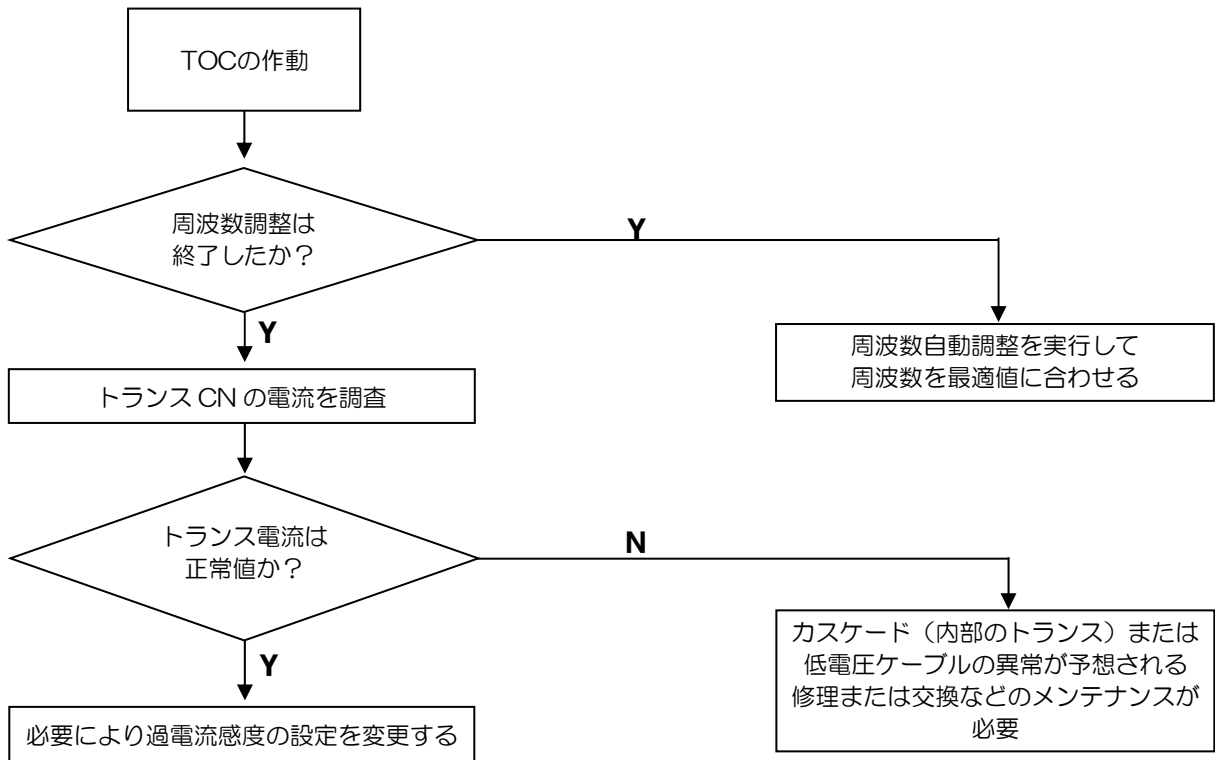 TOCの作動
周波数調整は
終了したか?
Y
Y
周波数自動調整を実行して
周波数を最適値に合わせる
トランス CN の電流を調査
トランス電流は
正常値か?
N
Y
カスケード(内部のトランス)または
低電圧ケーブルの異常が予想される
修理または交換などのメンテナンスが
必要
必要により過電流感度の設定を変更する